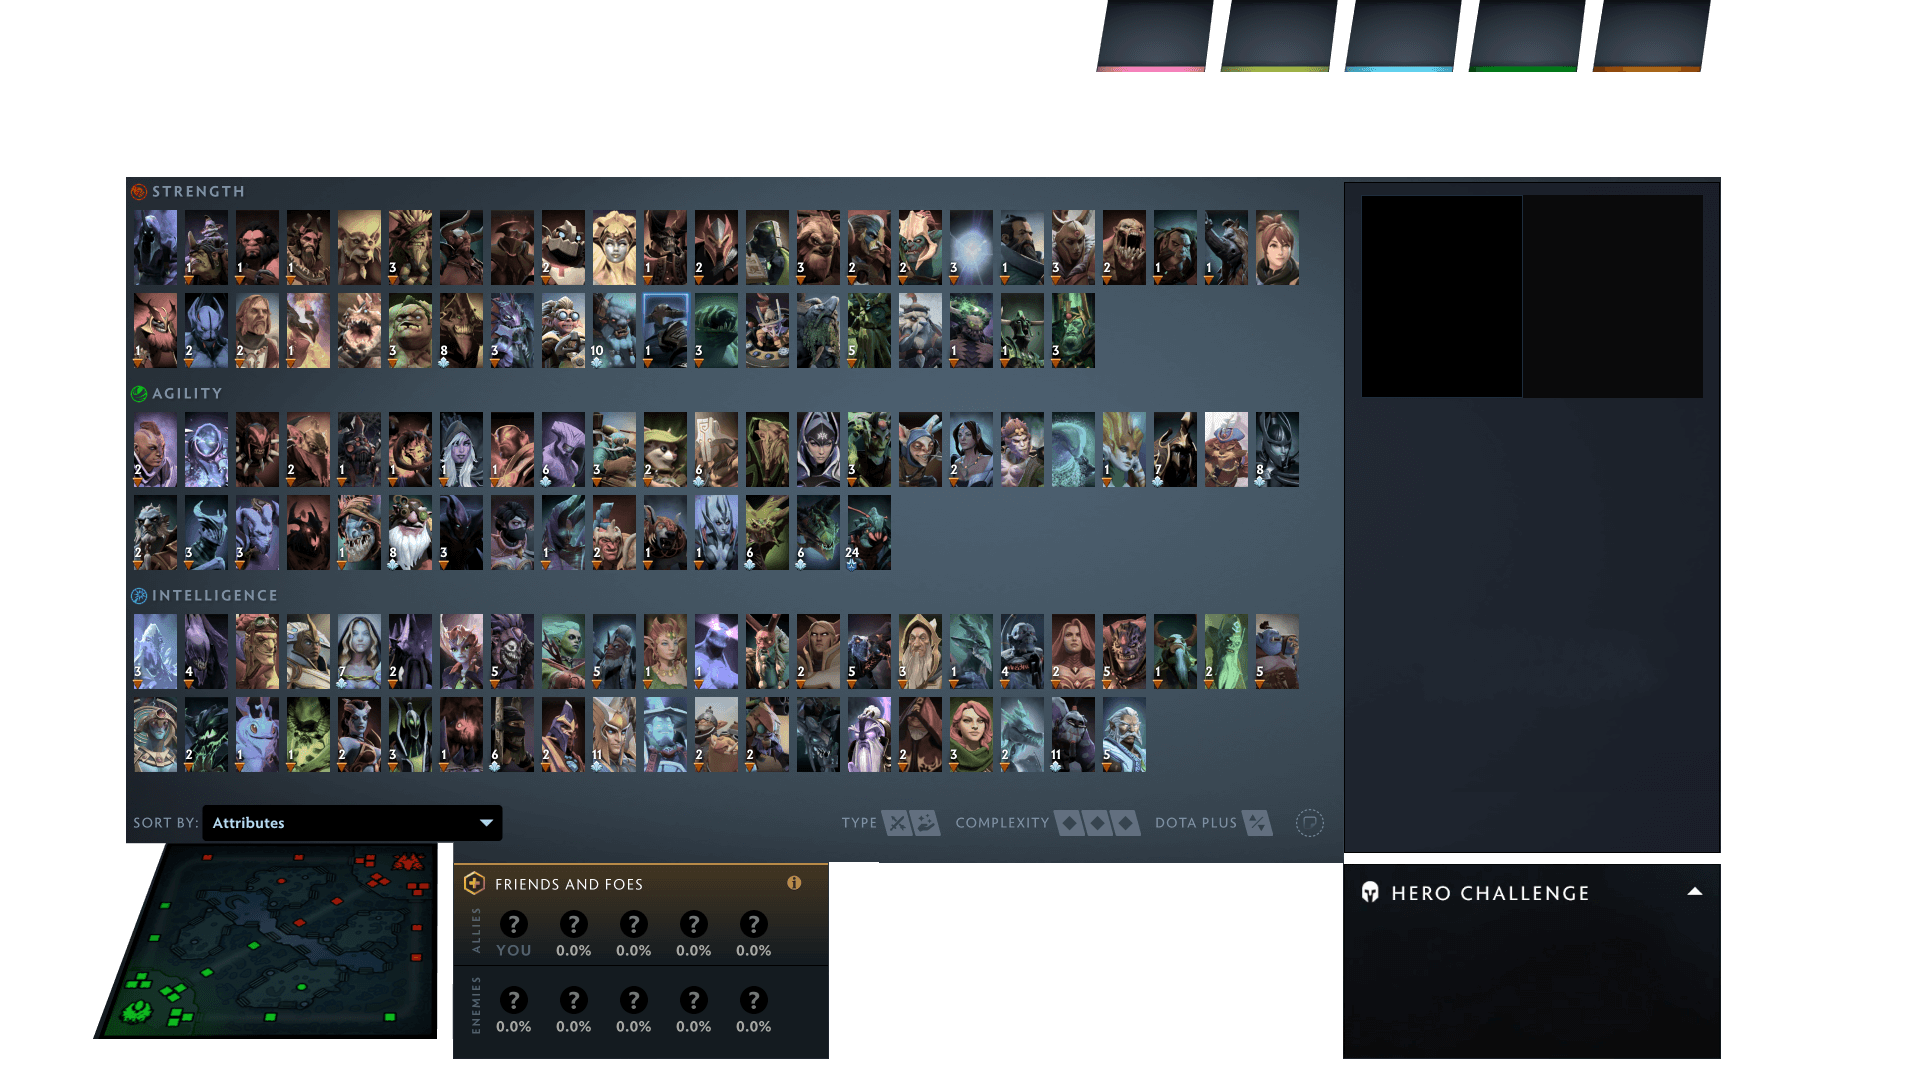 STRENGTH
1 1 1 3 2 1 2 3 2 2 3 1 3 2 1 1
1 2 2 1 3 8 3 10 1 3 5 1 1 3
AGILITY
2 2 1 1 1 1 6 3 2 6 3 2 1 7 8
2 3 3 1 8 3 1 2 1 1 6 6 24
INTELLIGENCE
3 4 7 2 5 5 1 1 2 5 3 1 4 2 5 1 2 5
2 1 1 2 3 1 6 2 11 2 2 2 3 2 11 5
SORT BY: Attributes
TYPE COMPLEXITY DOTA PLUS
FRIENDS AND FOES
ALLIES
? ? ? ? ?
YOU 0.0% 0.0% 0.0% 0.0%
ENEMIES
? ? ? ? ?
0.0% 0.0% 0.0% 0.0% 0.0%
HERO CHALLENGE